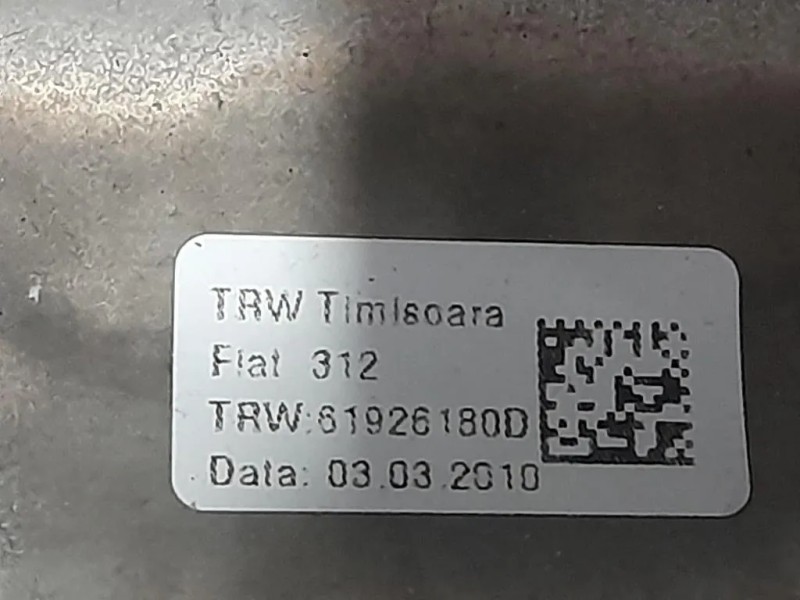 TRW Timisoara
Fiat 312
TRW:61926180D
Data: 03.03.2010